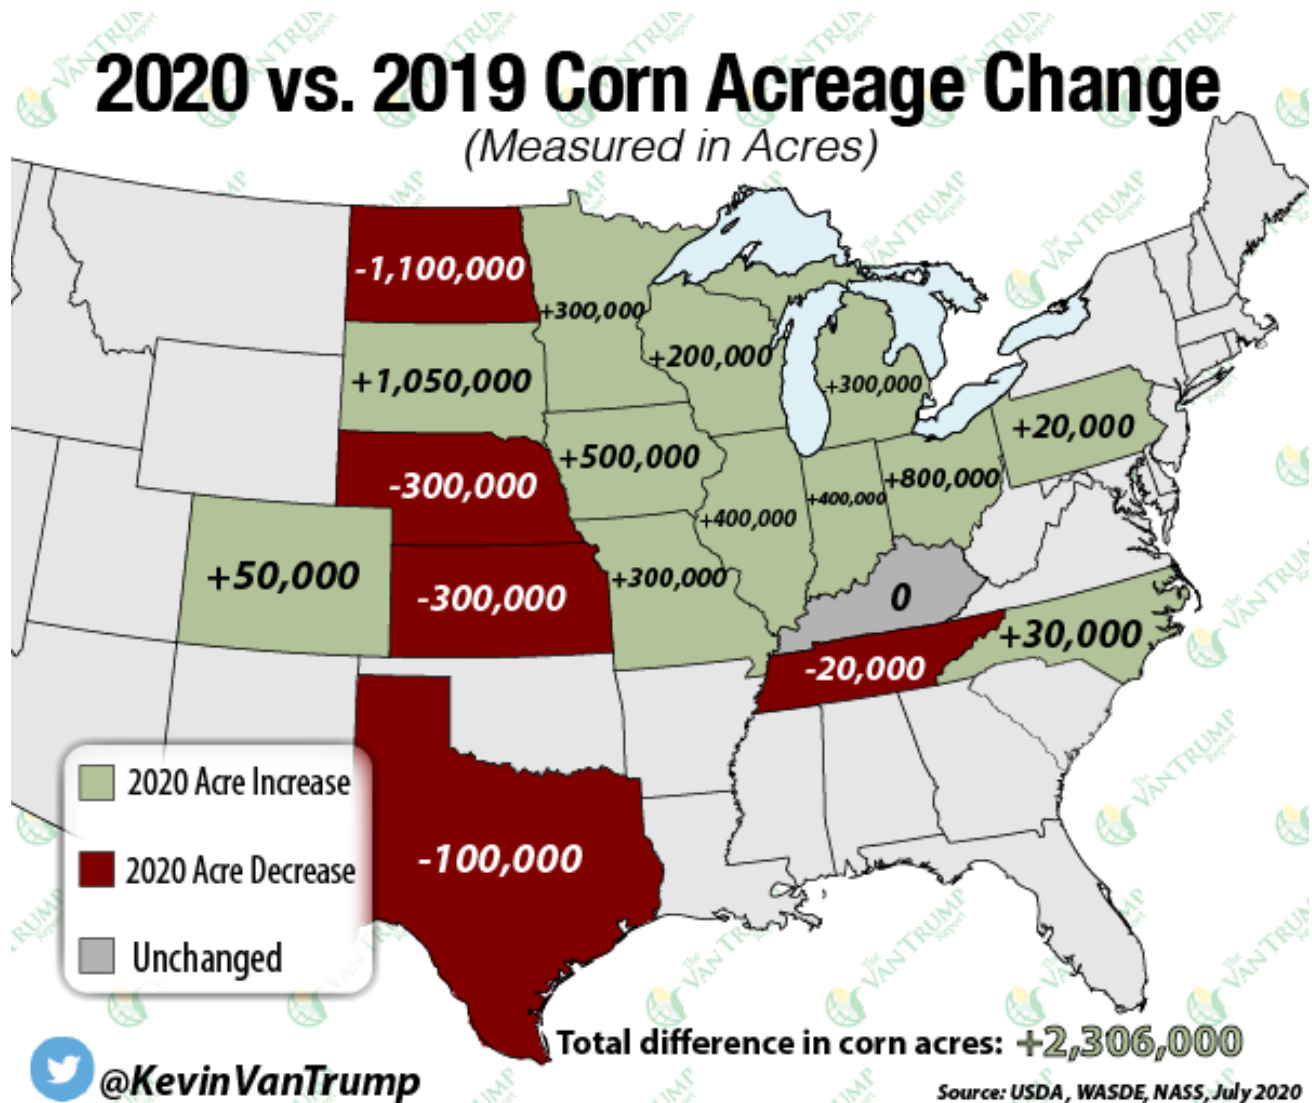 2020 vs. 2019 Corn Acreage Change
(Measured in Acres)
-1,100,000
+300,000
+1,050,000
+200,000
+300,000
+20,000
-300,000
+500,000
+400,000
+400,000
+800,000
+50,000
-300,000
+300,000
0
-20,000
+30,000
-100,000
2020 Acre Increase
2020 Acre Decrease
Unchanged
Total difference in corn acres: +2,306,000
@KevinVanTrump
Source: USDA, WASDE, NASS, July 2020
The
VANTRUMP
Report